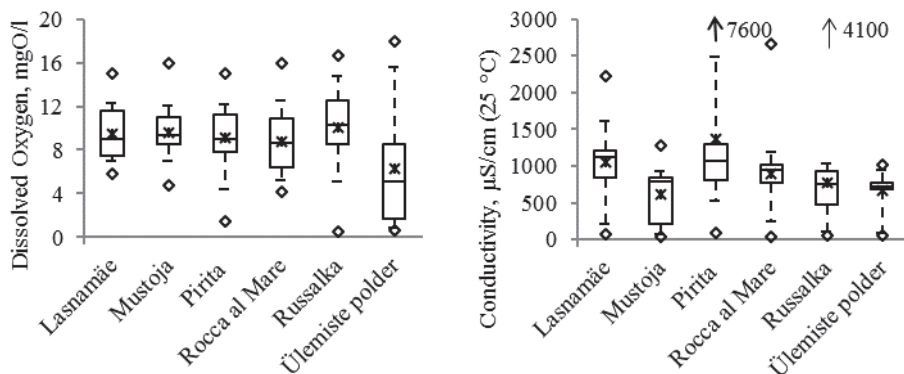 Dissolved Oxygen, mgO/l
20
16
12
8
4
0
Lasnamäe
Mustoja
Pirita
Rocca al Mare
Russalka
Ülemiste polder
Conductivity, µS/cm (25 °C)
3000
2500
2000
1500
1000
500
0
7600
4100
Lasnamäe
Mustoja
Pirita
Rocca al Mare
Russalka
Ülemiste polder